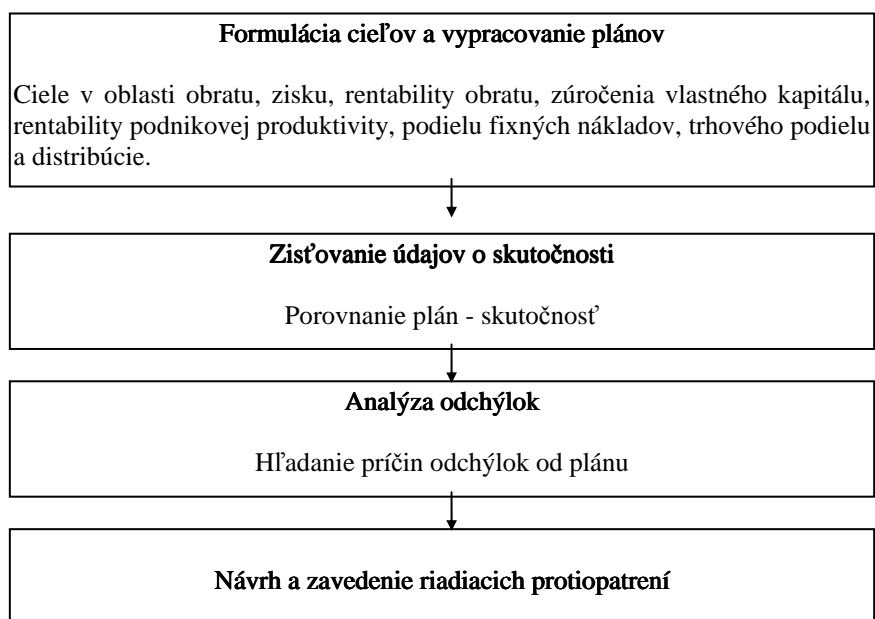 Formulácia cieľov a vypracovanie plánov
Ciele v oblasti obratu, zisku, rentability obratu, zúročenia vlastného kapitálu,
rentability podnikovej produktivity, podielu fixných nákladov, trhového podielu
a distribúcie.
Zisťovanie údajov o skutočnosti
Porovnanie plán - skutočnosť
Analýza odchýlok
Hľadanie príčin odchýlok od plánu
Návrh a zavedenie riadiacich protiopatrení